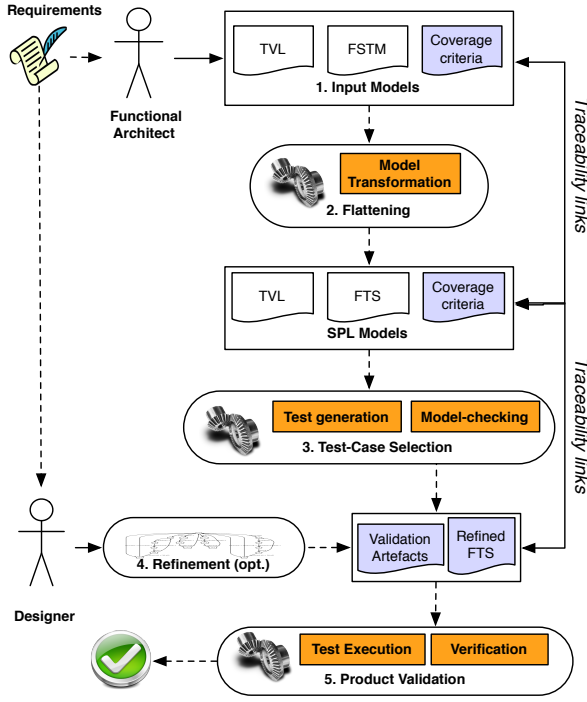 Requirements
TVL
FSTM
Coverage
criteria
1. Input Models
Functional
Architect
Traceability links
Model
Transformation
2. Flattening
TVL
FTS
Coverage
criteria
SPL Models
Traceability links
Test generation
Model-checking
3. Test-Case Selection
Validation
Artefacts
Refined
FTS
4. Refinement (opt.)
Designer
Test Execution
Verification
5. Product Validation